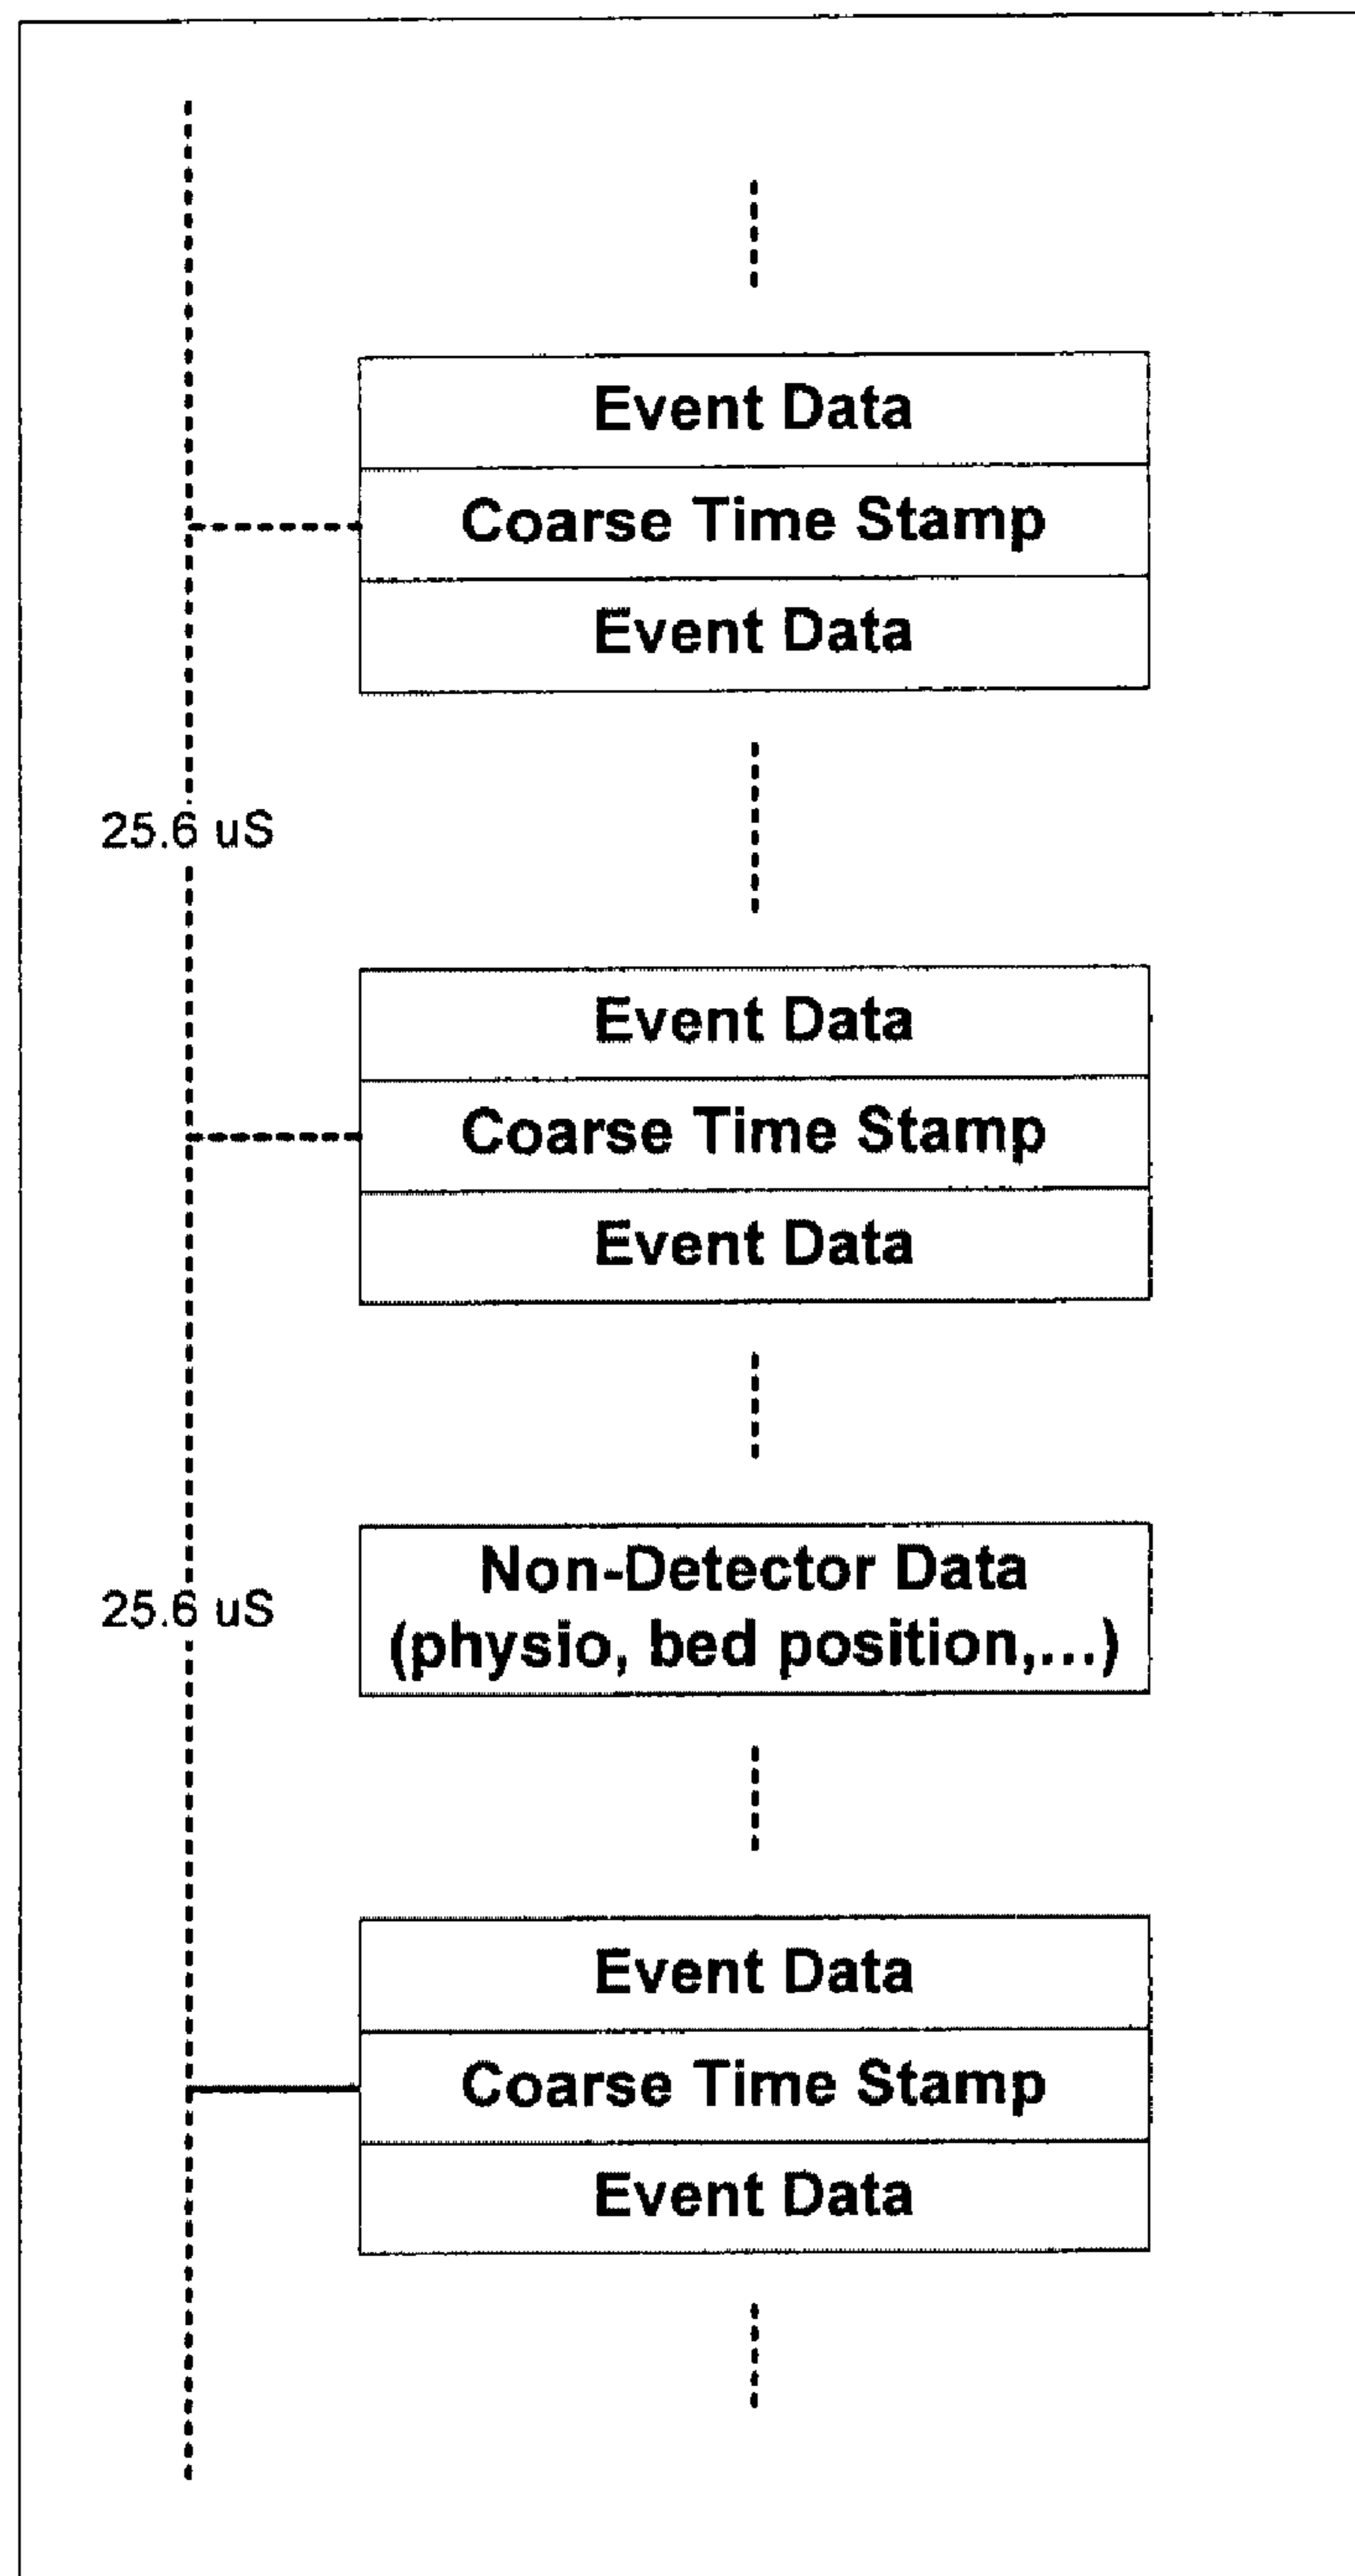 Event Data
Coarse Time Stamp
Event Data
25.6 uS
Event Data
Coarse Time Stamp
Event Data
Non-Detector Data
(physio, bed position,...)
25.6 uS
Event Data
Coarse Time Stamp
Event Data